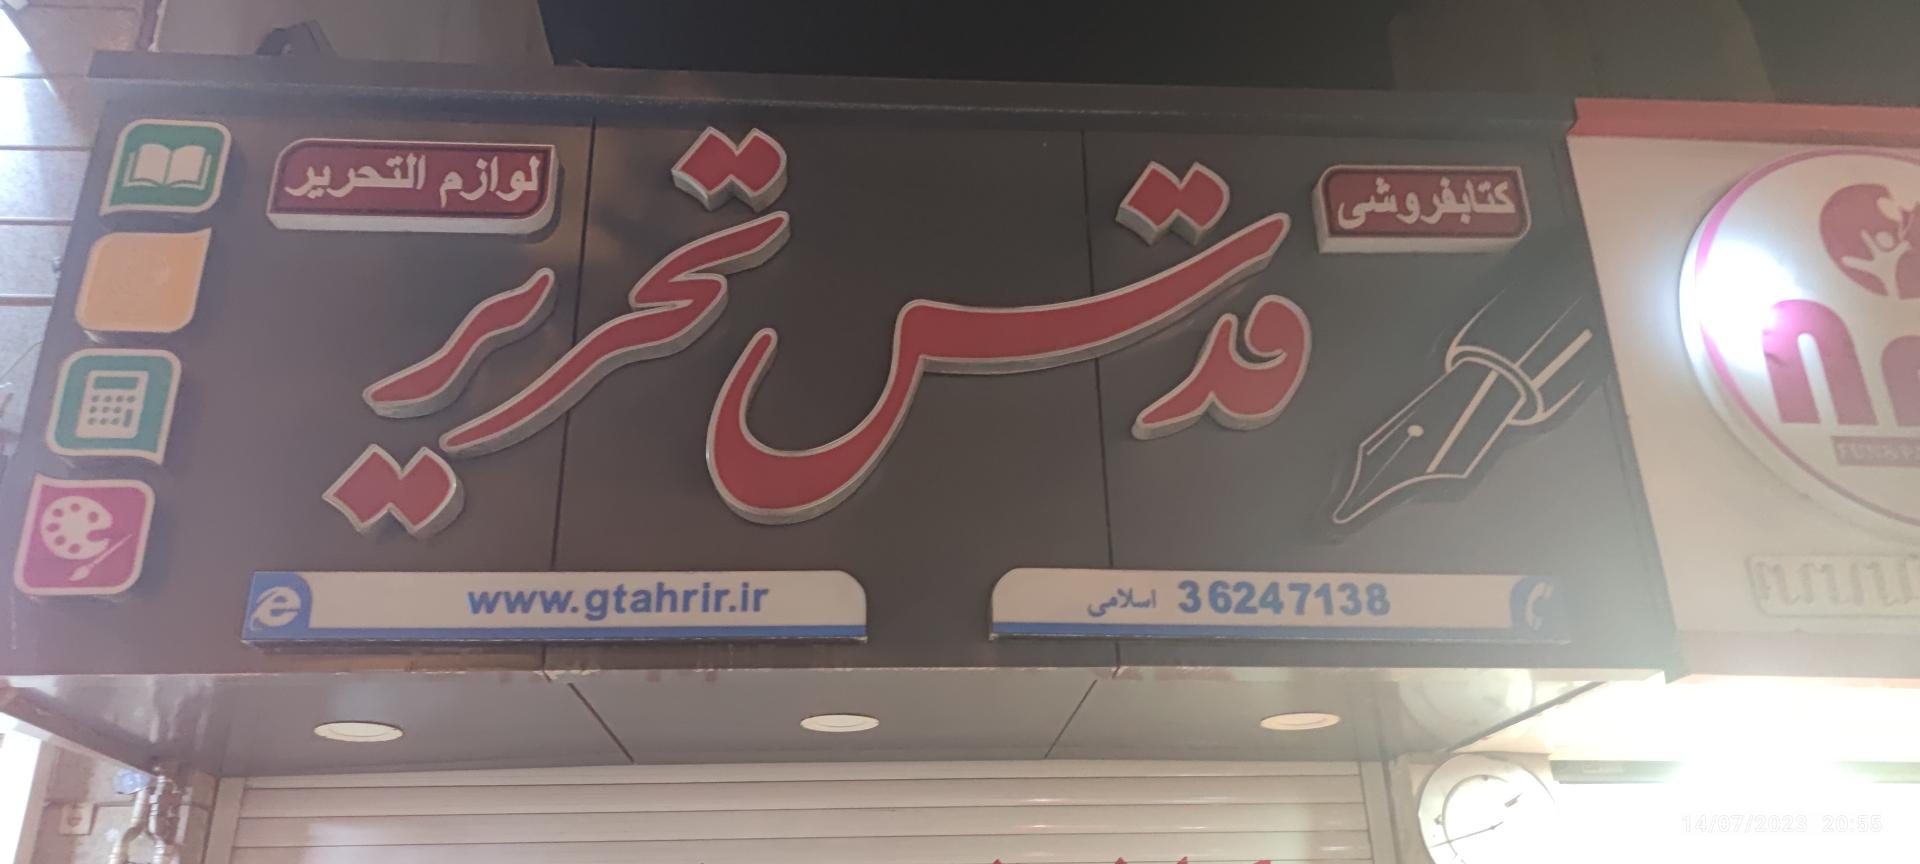 کتابفروشی
لوازم التحریر
قدس تحریر
36247138 اسلامی
www.gtahrir.ir
14/07/2023 20:55